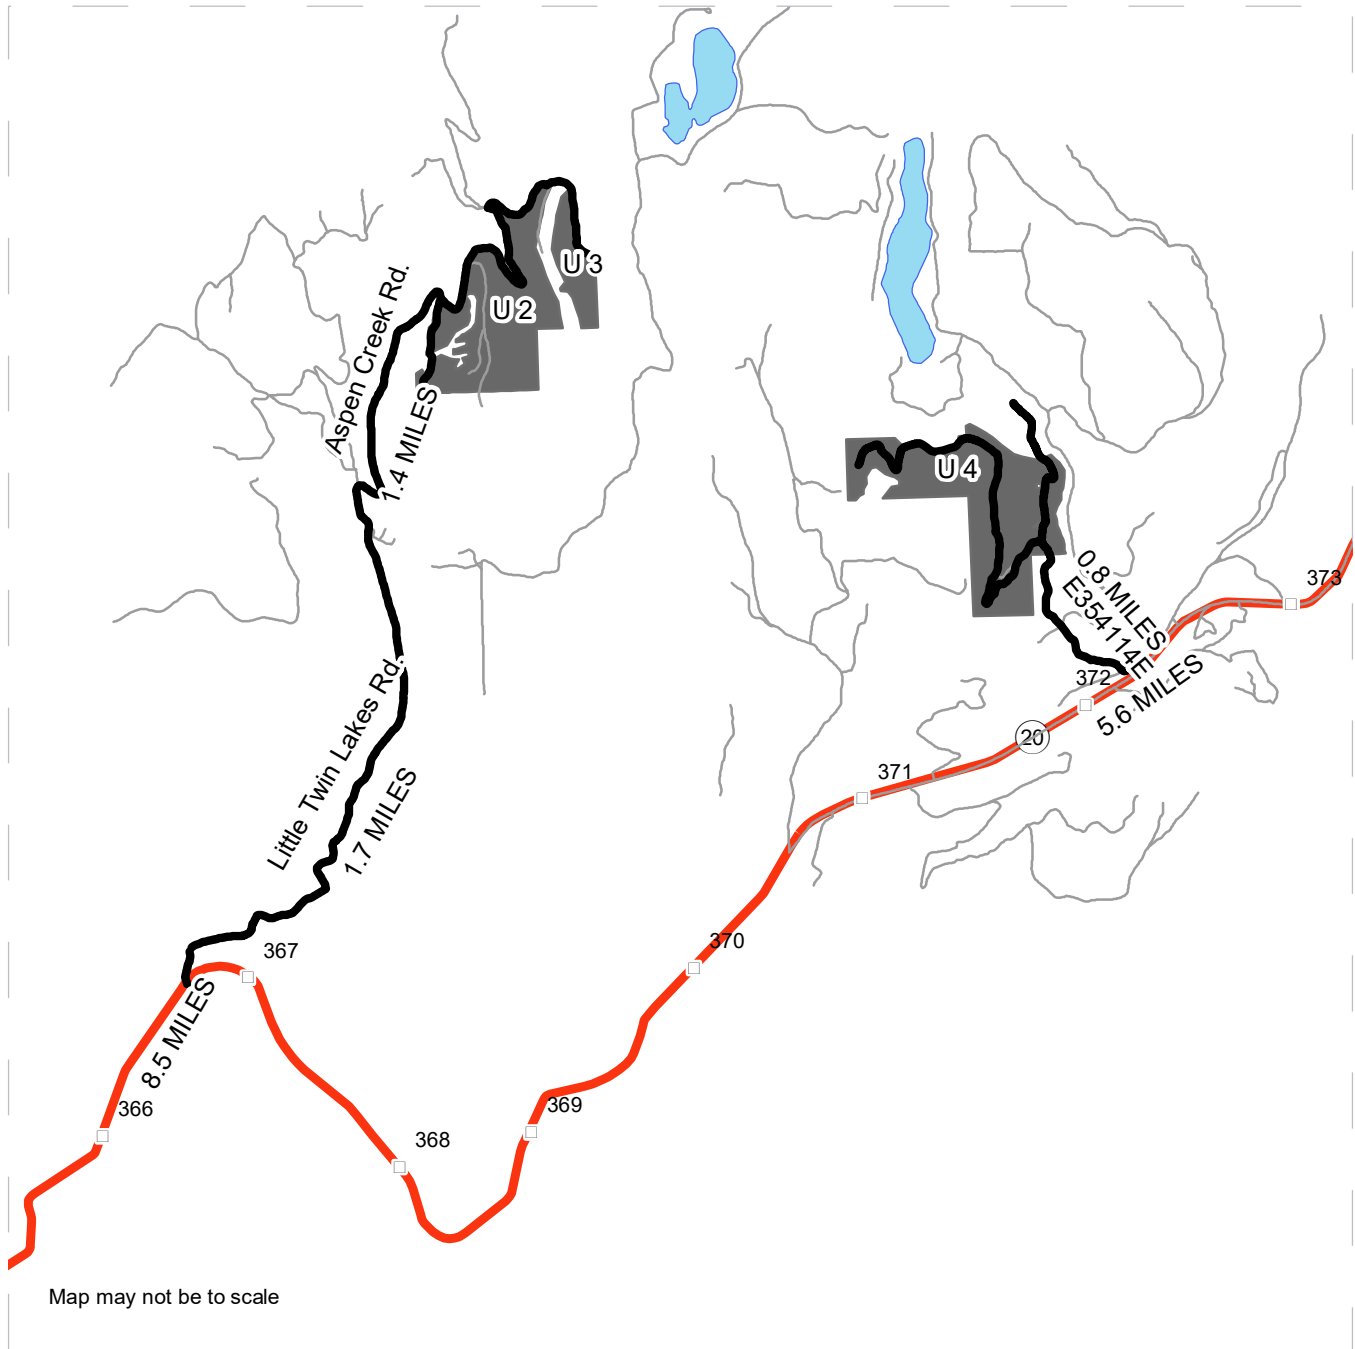 U 3
U 2
Aspen Creek Rd.
1.4 MILES
U 4
0.8 MILES
E354114E
373
372
5.6 MILES
20
371
Little Twin Lakes Rd.
1.7 MILES
370
367
8.5 MILES
366
369
368
Map may not be to scale